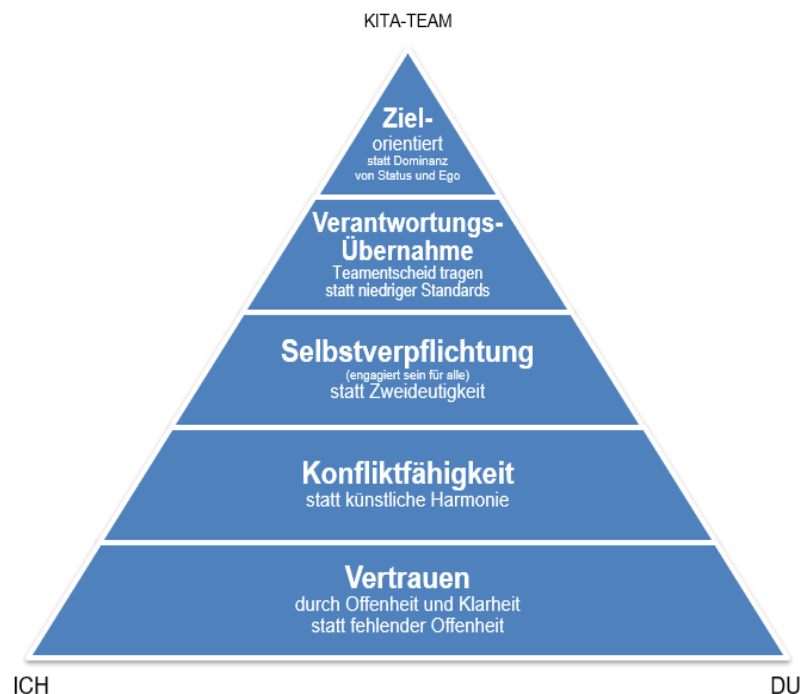 KITA-TEAM
Ziel-
orientiert
statt Dominanz
von Status und Ego
Verantwortungs-
Übernahme
Teamentscheid tragen
statt niedriger Standards
Selbstverpflichtung
(engagiert sein für alle)
statt Zweideutigkeit
Konfliktfähigkeit
statt künstliche Harmonie
Vertrauen
durch Offenheit und Klarheit
statt fehlender Offenheit
ICH DU